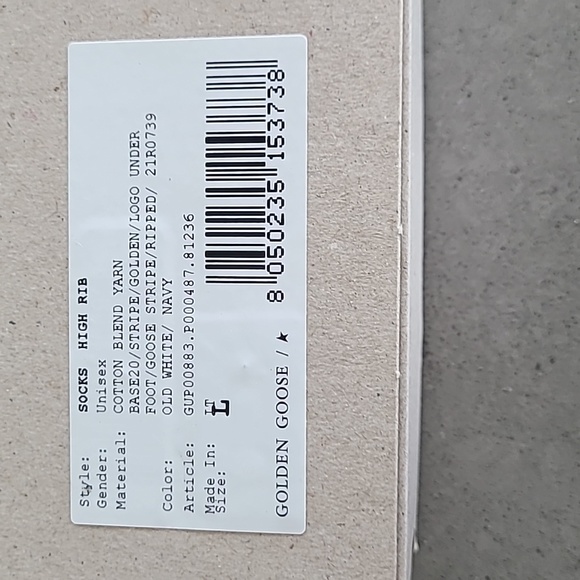 Style: SOCKS HIGH RIB
Gender: Unisex
Material: COTTON BLEND YARN
BASE20/STRIPE/GOLDEN/LOGO UNDER
FOOT/GOOSE STRIPE/RIPPED/ 21R0739
Color: OLD WHITE/ NAVY
Article: GUP00883.P000487.81236
Made In: IT
Size: L
8 050235 153738
GOLDEN GOOSE / ★